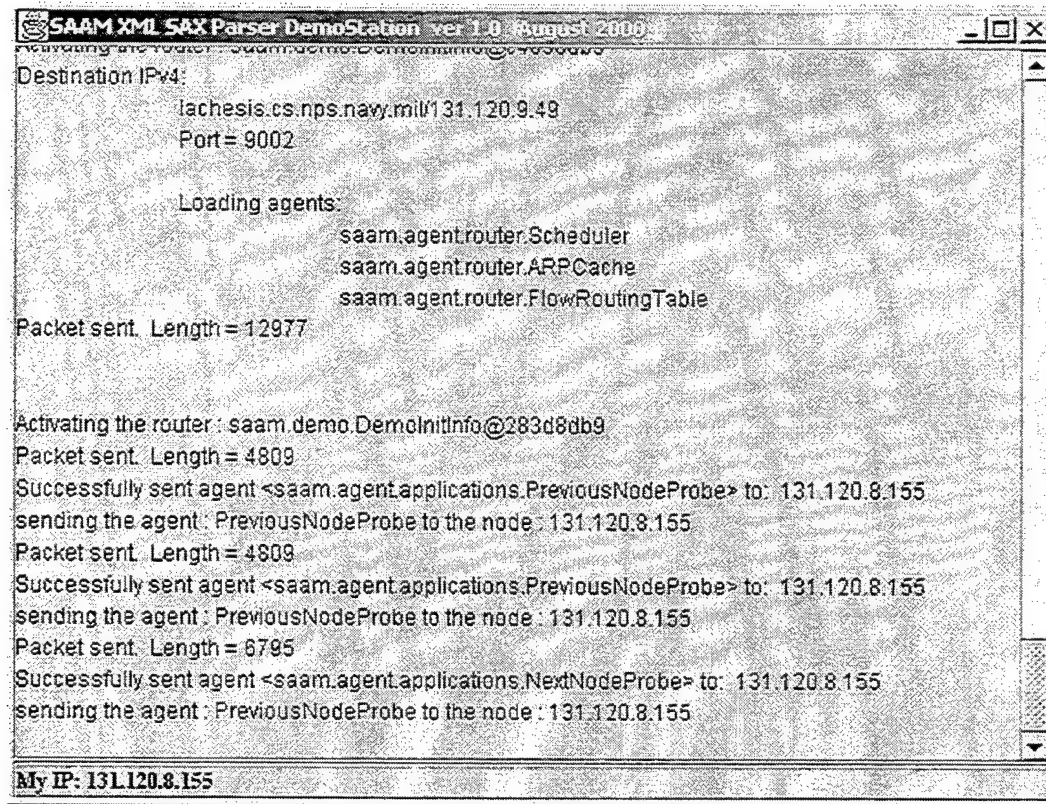 SAAM XML SAX Parser DemoStation ver 1.0 August 2000
Activating the router : saam.demo.DemoInitInfo@
Destination IPv4:
lachesis.cs.nps.navy.mil/131.120.9.49
Port = 9002
Loading agents:
saam.agent.router.Scheduler
saam.agent.router.ARPCache
saam.agent.router.FlowRoutingTable
Packet sent. Length = 12977
Activating the router : saam.demo.DemoInitInfo@283d8db9
Packet sent. Length = 4809
Successfully sent agent <saam.agent.applications.PreviousNodeProbe> to: 131.120.8.155
sending the agent : PreviousNodeProbe to the node : 131.120.8.155
Packet sent. Length = 4809
Successfully sent agent <saam.agent.applications.PreviousNodeProbe> to: 131.120.8.155
sending the agent : PreviousNodeProbe to the node : 131.120.8.155
Packet sent. Length = 6795
Successfully sent agent <saam.agent.applications.NextNodeProbe> to: 131.120.8.155
sending the agent : PreviousNodeProbe to the node : 131.120.8.155
My IP: 131.120.8.155